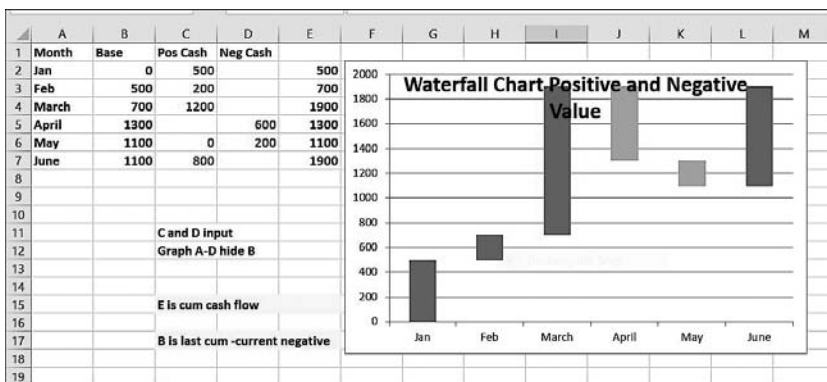 A B C D E F G H I J K L M
1 Month Base Pos Cash Neg Cash
2 Jan 0 500 500
3 Feb 500 200 700
4 March 700 1200 1900
5 April 1300 600 1300
6 May 1100 0 200 1100
7 June 1100 800 1900
8
9
10
11 C and D input
12 Graph A-D hide B
13
14
15 E is cum cash flow
16
17 B is last cum -current negative
18
19
Waterfall Chart Positive and Negative
Value
2000
1800
1600
1400
1200
1000
800
600
400
200
0
Jan Feb March April May June